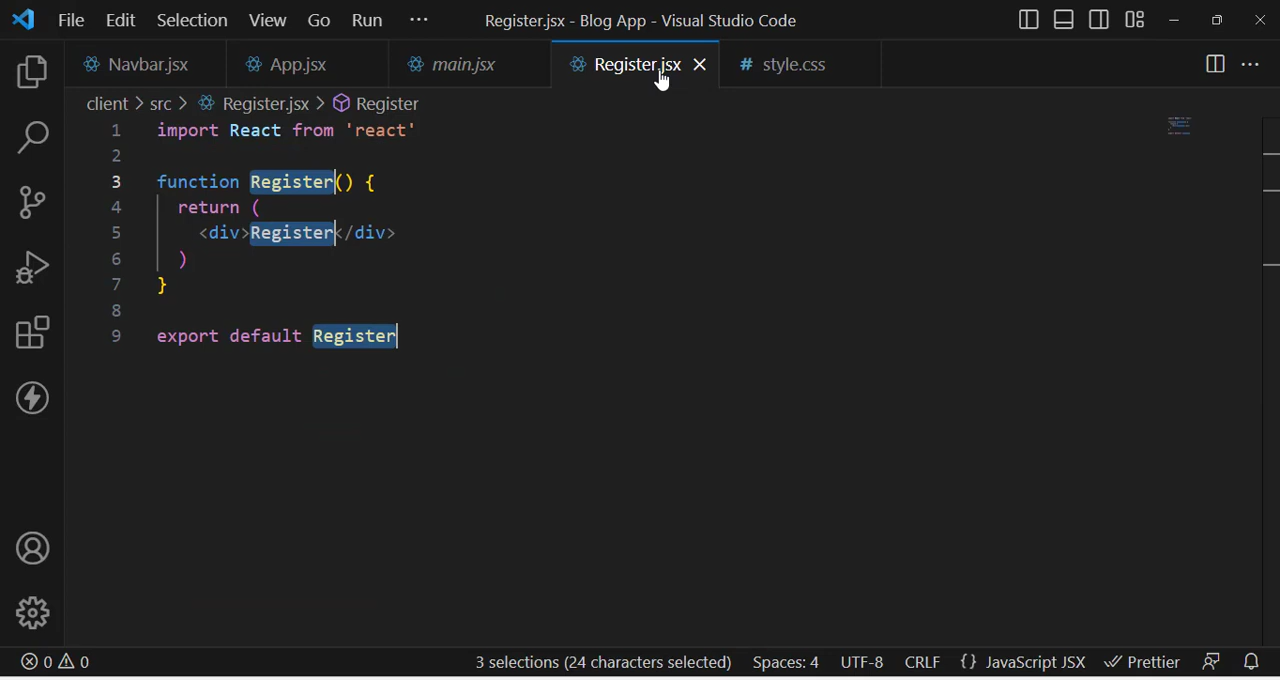 File Edit Selection View Go Run ··· Register.jsx - Blog App - Visual Studio Code
Navbar.jsx App.jsx main.jsx Register.jsx # style.css ···
client > src > Register.jsx > Register
1 import React from 'react'
2
3 function Register() {
4 return (
5 <div>Register</div>
6 )
7 }
8
9 export default Register
0 0 3 selections (24 characters selected) Spaces: 4 UTF-8 CRLF {} JavaScript JSX Prettier